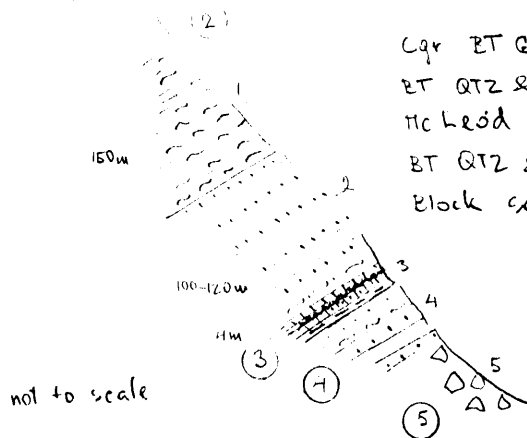 (2)
Cgr BT
1
BT QTZ
McLeod
150m
BT QTZ
Block
2
100-120m
3
4m
4
3
4
5
5
not to scale